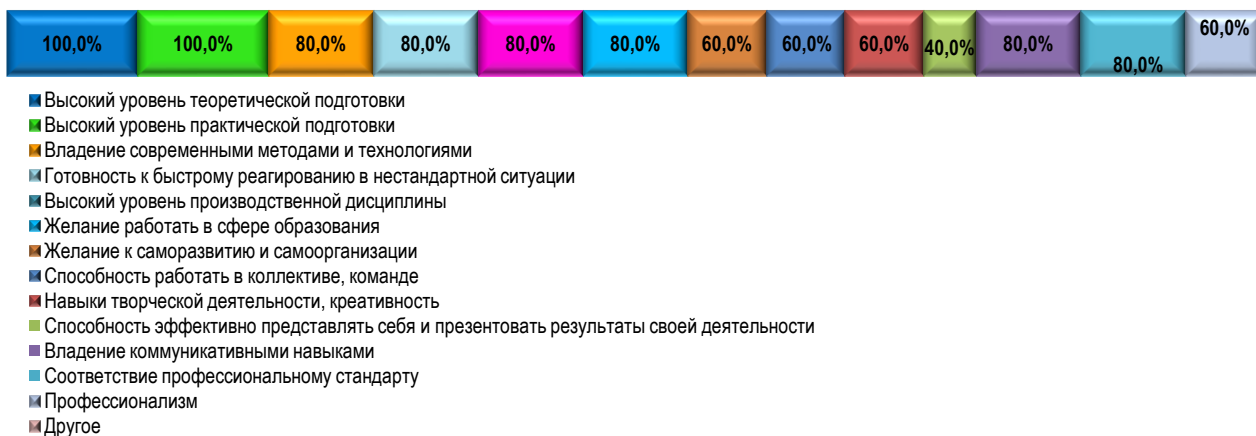 100,0% 100,0% 80,0% 80,0% 80,0% 80,0% 60,0% 60,0% 60,0% 40,0% 80,0% 80,0% 60,0%
Высокий уровень теоретической подготовки
Высокий уровень практической подготовки
Владение современными методами и технологиями
Готовность к быстрому реагированию в нестандартной ситуации
Высокий уровень производственной дисциплины
Желание работать в сфере образования
Желание к саморазвитию и самоорганизации
Способность работать в коллективе, команде
Навыки творческой деятельности, креативность
Способность эффективно представлять себя и презентовать результаты своей деятельности
Владение коммуникативными навыками
Соответствие профессиональному стандарту
Профессионализм
Другое